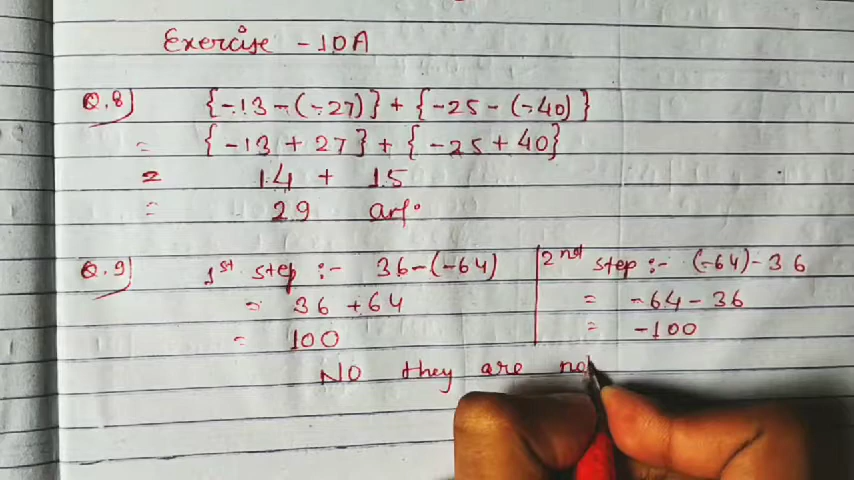 Exercise - 10A
Q.8) {-13-(-27)} + {-25-(-40)}
= {-13 + 27} + {-25 + 40}
= 14 + 15
= 29 ans.
Q.9) 1st step :- 36-(-64) 2nd step :- (-64)-36
= 36 + 64 = -64 - 36
= 100 = -100
No they are no